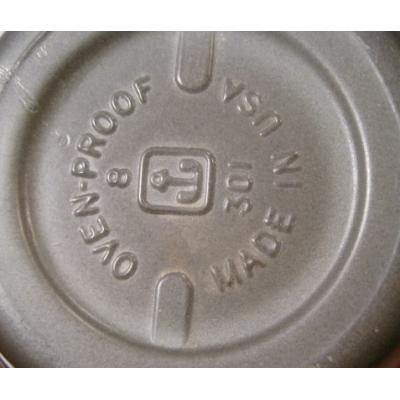 OVEN-PROOF
8
301
MADE IN USA